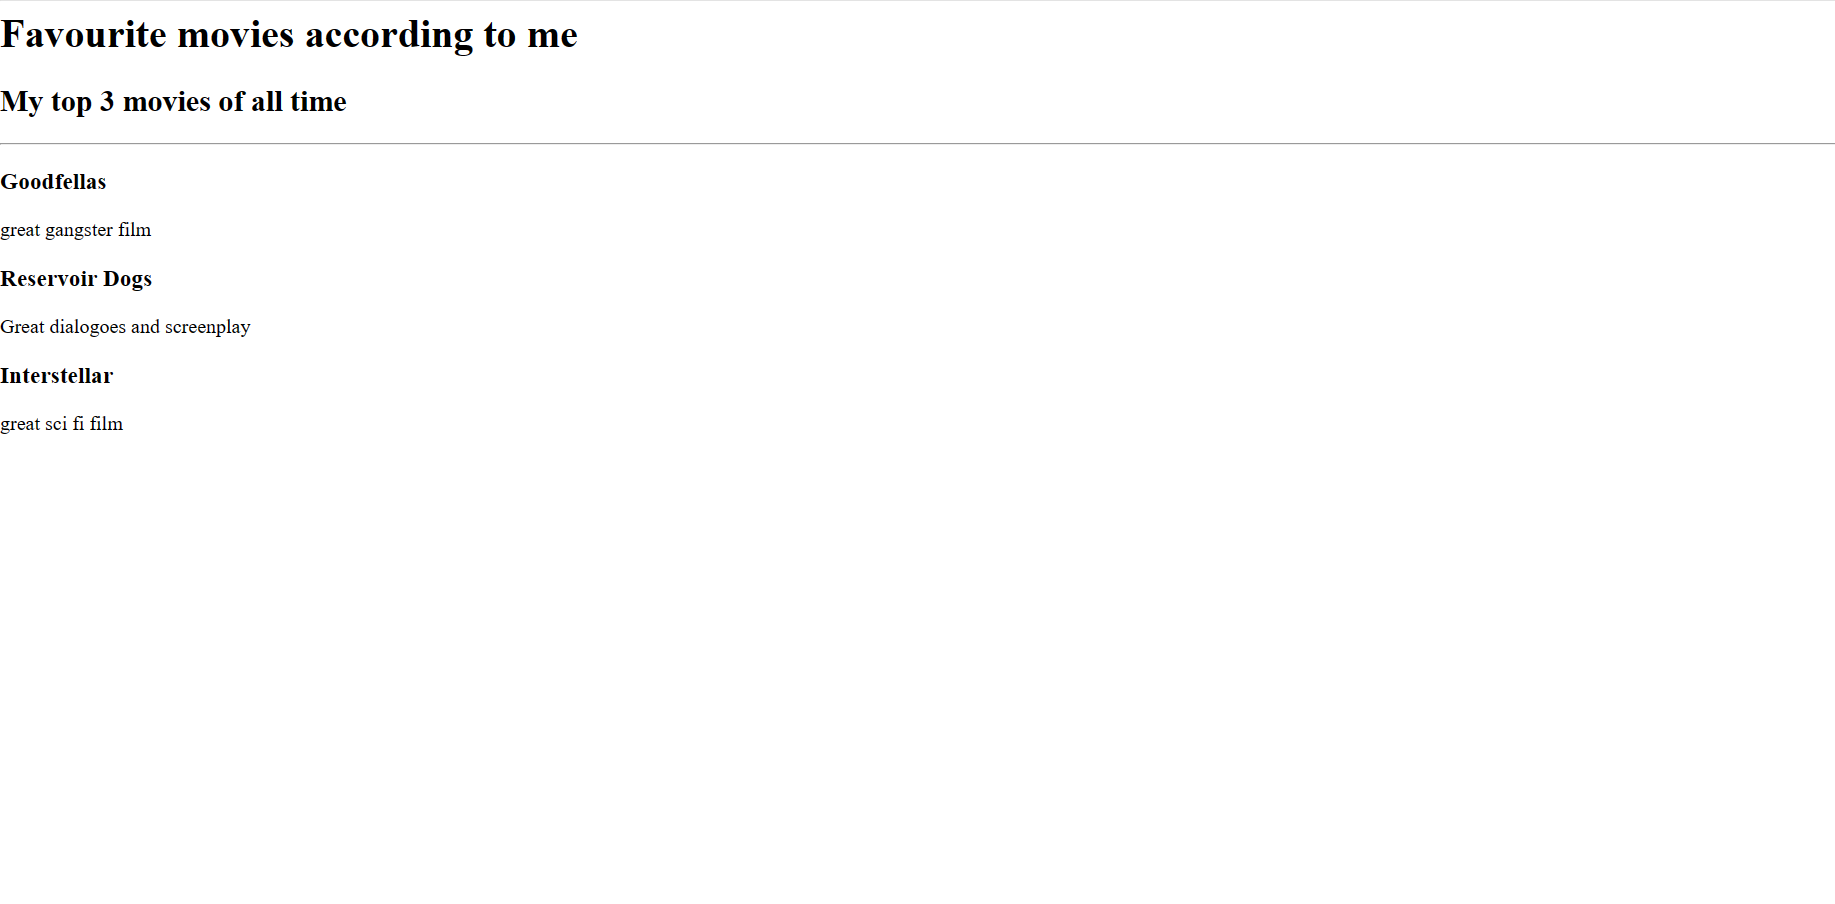 Favourite movies according to me
My top 3 movies of all time
Goodfellas
great gangster film
Reservoir Dogs
Great dialogoes and screenplay
Interstellar
great sci fi film